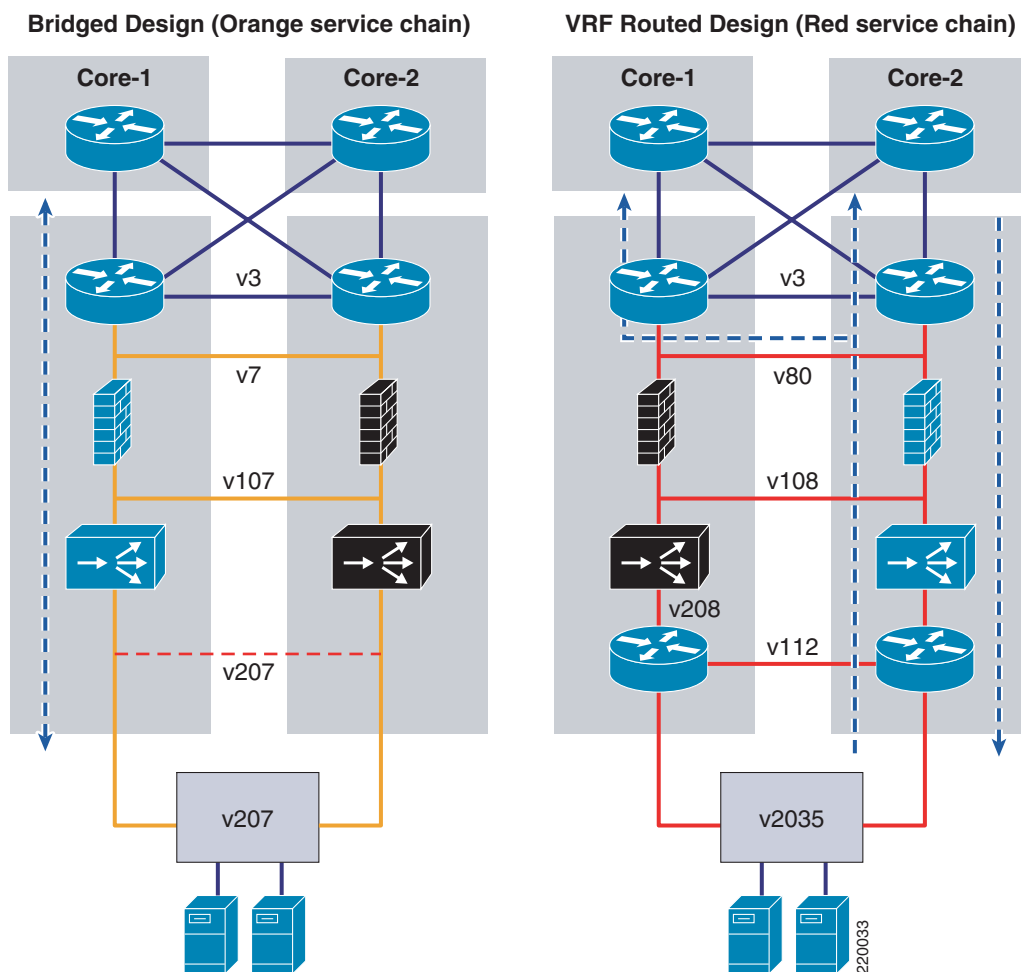 Bridged Design (Orange service chain)
Core-1
Core-2
v3
v7
v107
v207
v207
VRF Routed Design (Red service chain)
Core-1
Core-2
v3
v80
v108
v208
v112
v2035
220033